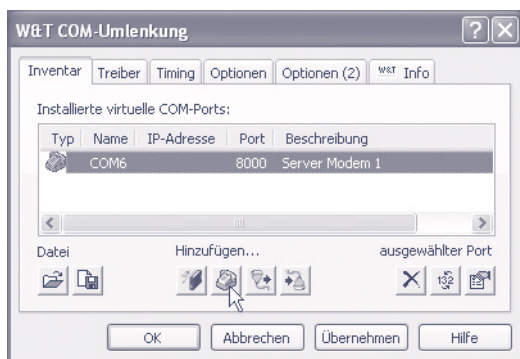 W&T COM-Umlenkung
Inventar Treiber Timing Optionen Optionen (2) W&T Info
Installierte virtuelle COM-Ports:
Typ Name IP-Adresse Port Beschreibung
COM6 8000 Server Modem 1
Datei Hinzufügen... ausgewählter Port
132
OK Abbrechen Übernehmen Hilfe